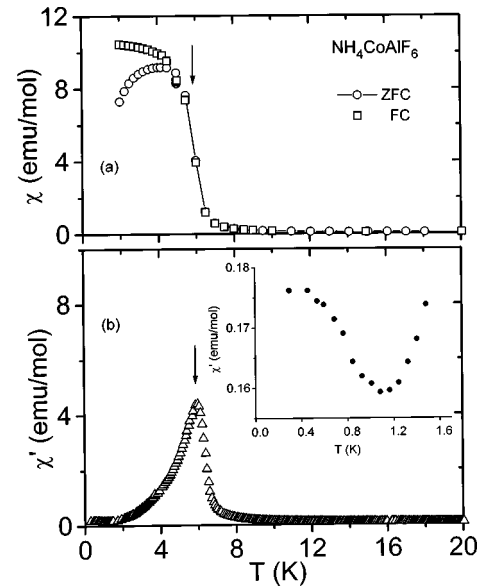 12
NH₄CoAlF₆
ZFC
FC
8
χ (emu/mol)
4
(a)
0
0.18
(b)
8
0.17
χ' (emu/mol)
0.16
0.0 0.4 0.8 1.2 1.6
T (K)
4
χ' (emu/mol)
0
0 4 8 12 16 20
T (K)